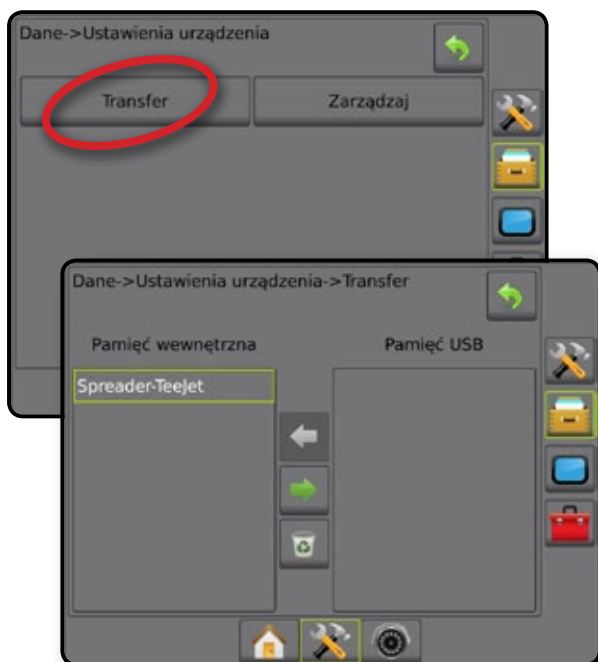 Dane->Ustawienia urządzenia
Transfer
Zarządzaj
Dane->Ustawienia urządzenia->Transfer
Pamięć wewnętrzna
Pamięć USB
Spreader-TeeJet